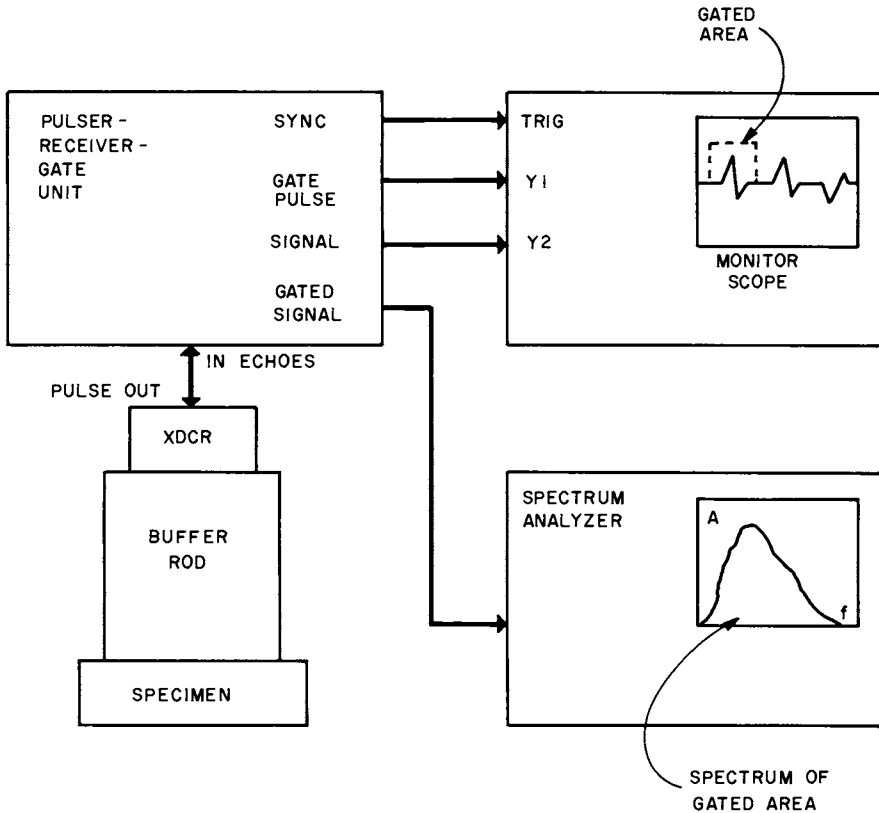 GATED
AREA
PULSER-
RECEIVER-
GATE
UNIT
SYNC
GATE
PULSE
SIGNAL
GATED
SIGNAL
TRIG
Y1
Y2
MONITOR
SCOPE
IN ECHOES
PULSE OUT
XDCR
BUFFER
ROD
SPECIMEN
SPECTRUM
ANALYZER
A
f
SPECTRUM OF
GATED AREA